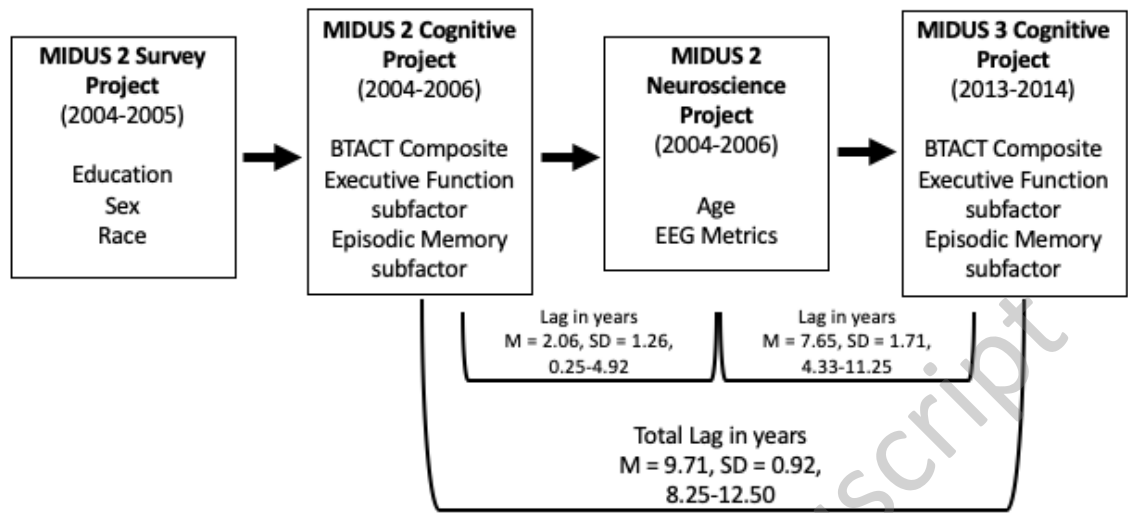 MIDUS 2 Survey
Project
(2004-2005)
Education
Sex
Race
MIDUS 2 Cognitive
Project
(2004-2006)
BTACT Composite
Executive Function
subfactor
Episodic Memory
subfactor
MIDUS 2
Neuroscience
Project
(2004-2006)
Age
EEG Metrics
MIDUS 3 Cognitive
Project
(2013-2014)
BTACT Composite
Executive Function
subfactor
Episodic Memory
subfactor
Lag in years
M = 2.06, SD = 1.26,
0.25-4.92
Lag in years
M = 7.65, SD = 1.71,
4.33-11.25
Total Lag in years
M = 9.71, SD = 0.92,
8.25-12.50